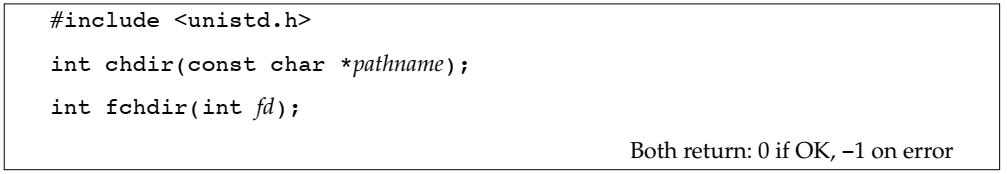 #include <unistd.h>
int chdir(const char *pathname);
int fchdir(int fd);
Both return: 0 if OK, −1 on error